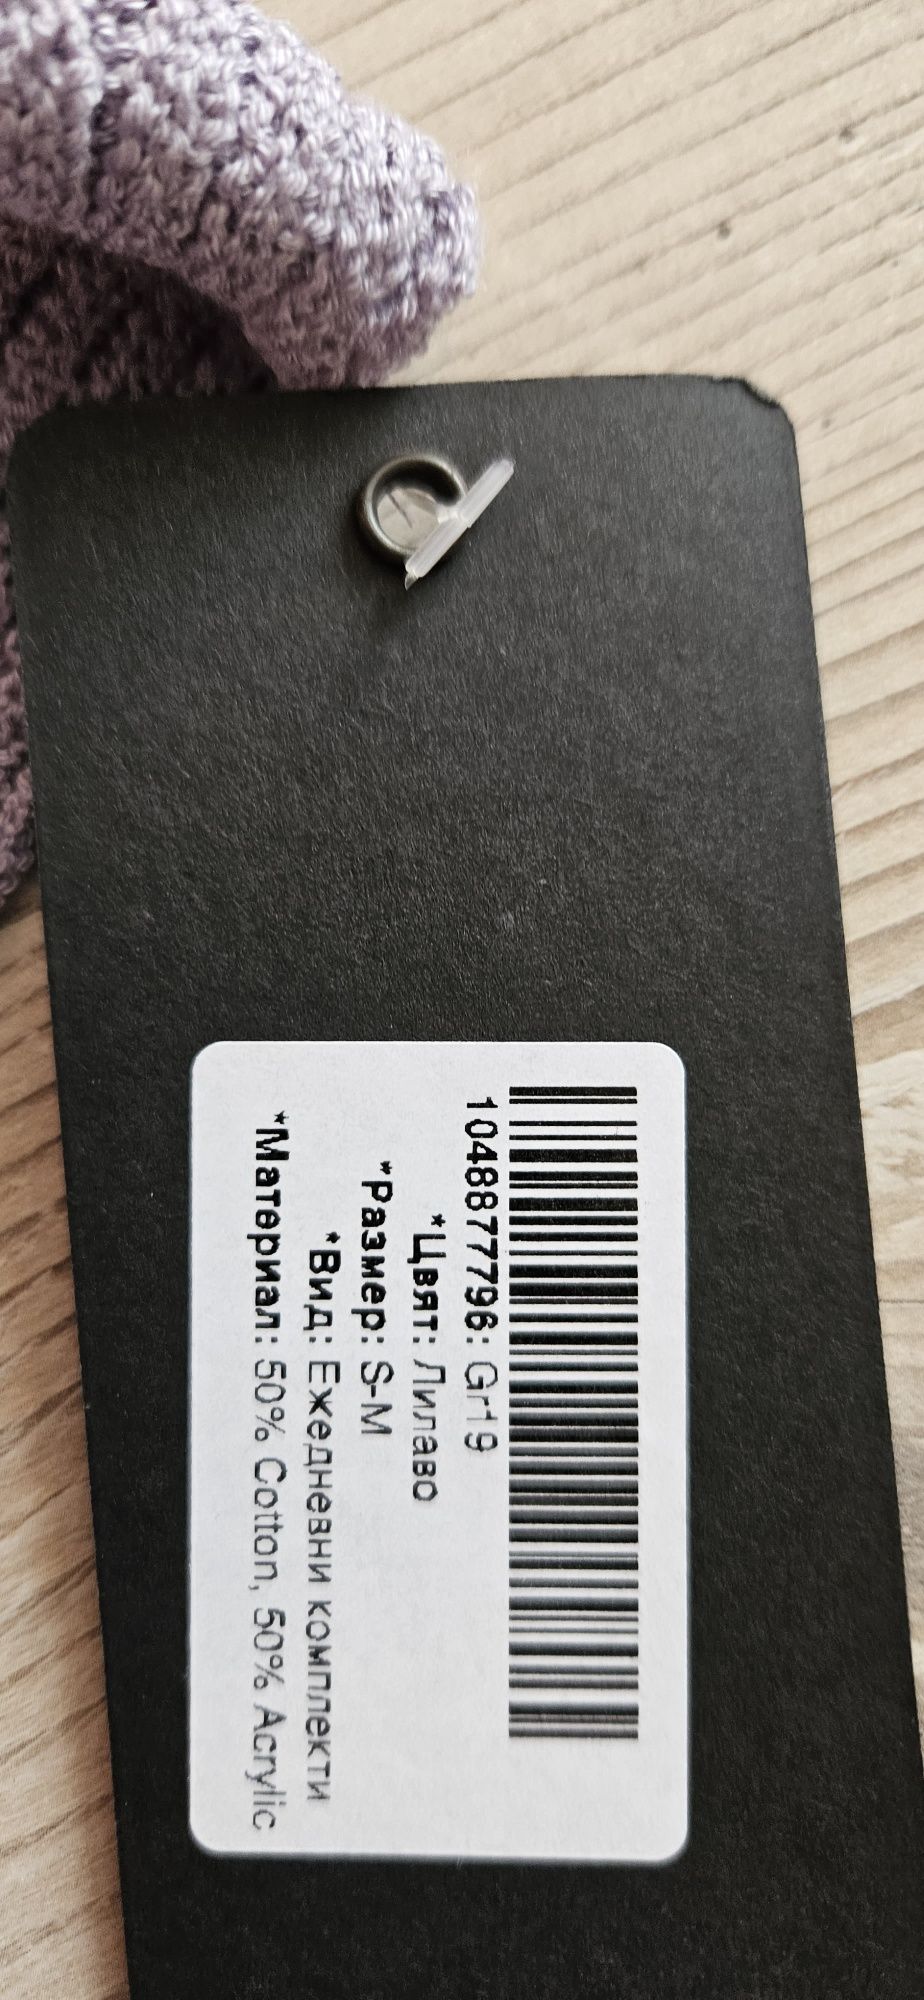 104887796: Gr19
*Цвят: Лилаво
*Размер: S-M
*Вид: Ежедневни комплекти
*Материал: 50% Cotton, 50% Acrylic